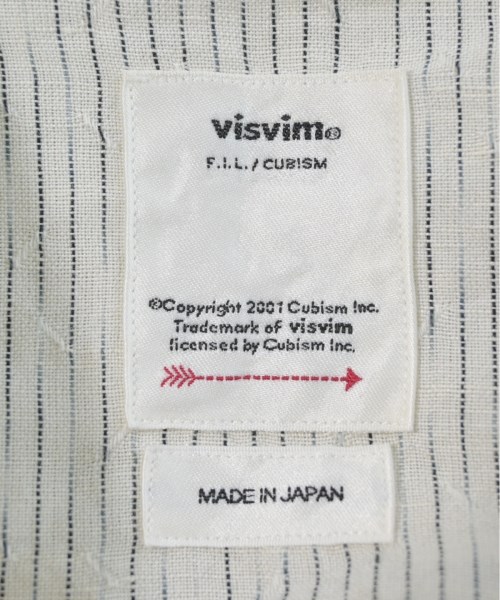 visvim®
F.I.L./CUBISM
©Copyright 2001 Cubism Inc.
Trademark of visvim
licensed by Cubism Inc.
MADE IN JAPAN